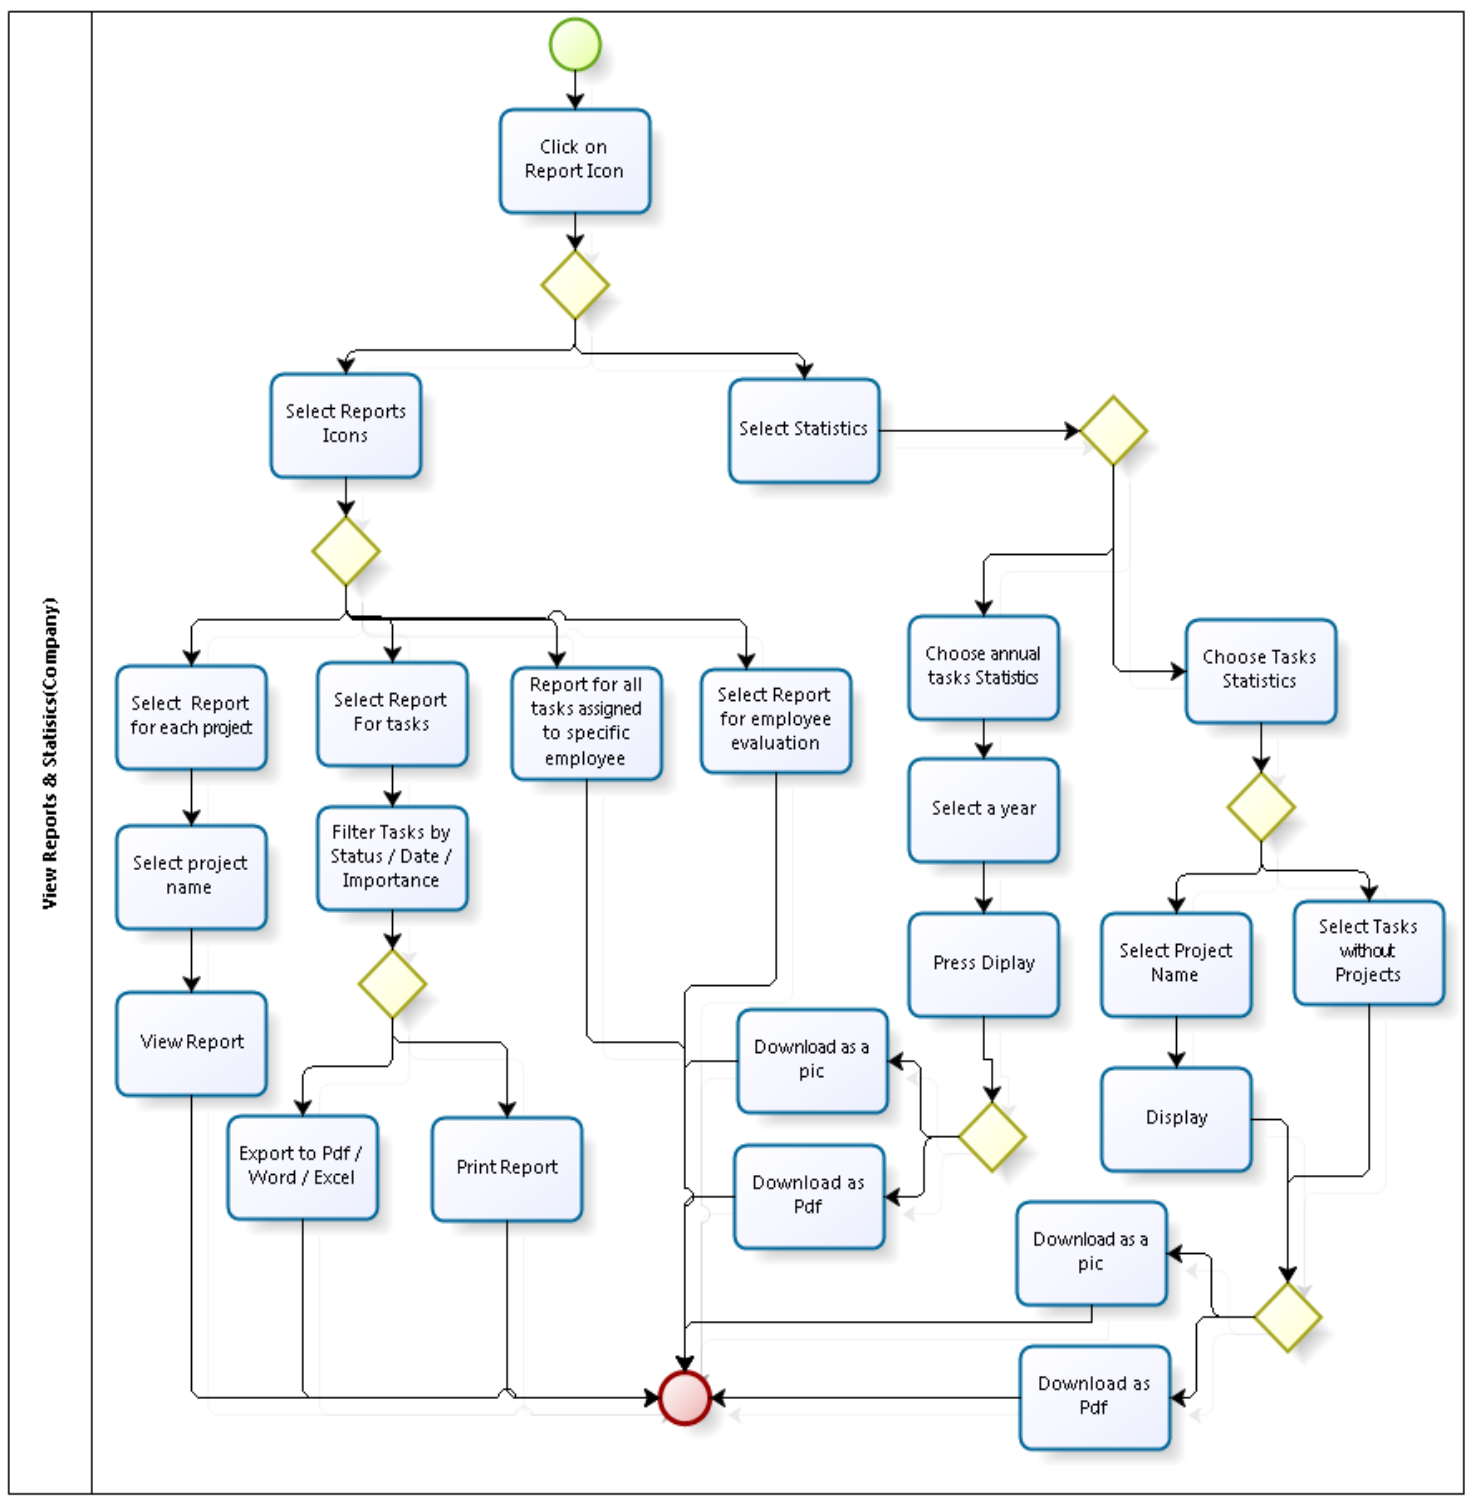 View Reports & Statisics(Company)
Click on
Report Icon
Select Reports
Icons
Select Statistics
Select Report
for each project
Select Report
For tasks
Report for all
tasks assigned
to specific
employee
Select Report
for employee
evaluation
Choose annual
tasks Statistics
Choose Tasks
Statistics
Select project
name
Filter Tasks by
Status / Date /
Importance
Select a year
View Report
Press Diplay
Select Project
Name
Select Tasks
without
Projects
Export to Pdf /
Word / Excel
Print Report
Download as a
pic
Download as
Pdf
Display
Download as a
pic
Download as
Pdf